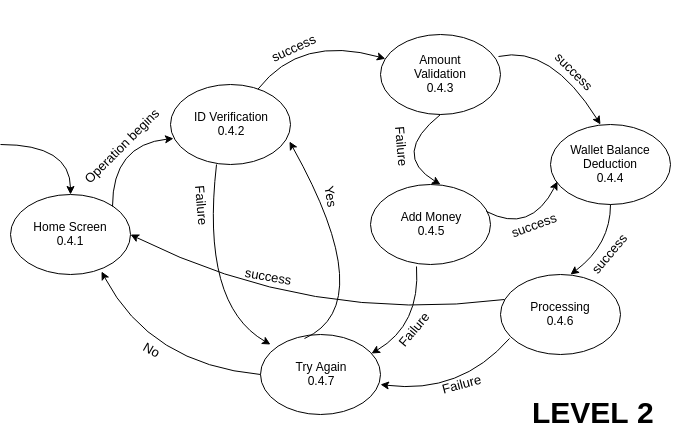 success
Amount
Validation
0.4.3
success
Operation begins
ID Verification
0.4.2
Failure
Wallet Balance
Deduction
0.4.4
Failure
Yes
Home Screen
0.4.1
Add Money
0.4.5
success
success
success
Processing
0.4.6
Failure
No
Try Again
0.4.7
Failure
LEVEL 2